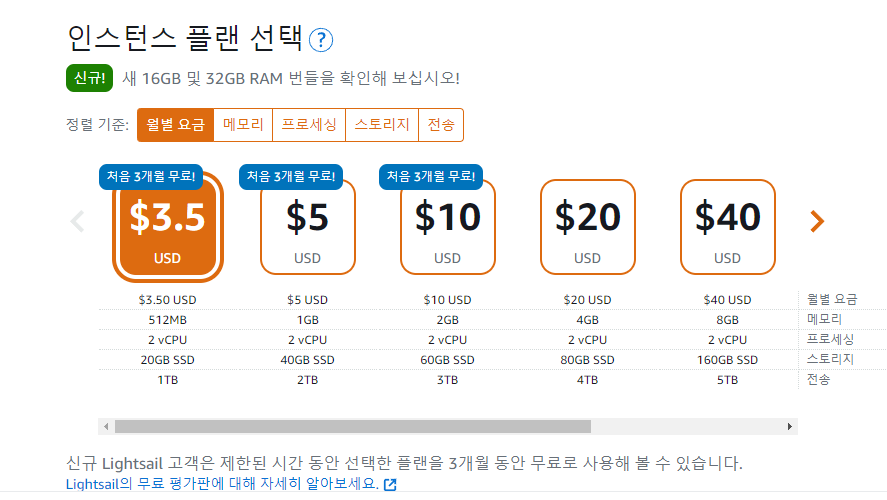 인스턴스 플랜 선택 ?
신규! 새 16GB 및 32GB RAM 번들을 확인해 보십시오!
정렬 기준: 월별 요금 메모리 프로세싱 스토리지 전송
처음 3개월 무료! 처음 3개월 무료! 처음 3개월 무료!
$3.5 $5 $10 $20 $40
USD USD USD USD USD
$3.50 USD $5 USD $10 USD $20 USD $40 USD 월별 요금
512MB 1GB 2GB 4GB 8GB 메모리
2 vCPU 2 vCPU 2 vCPU 2 vCPU 2 vCPU 프로세싱
20GB SSD 40GB SSD 60GB SSD 80GB SSD 160GB SSD 스토리지
1TB 2TB 3TB 4TB 5TB 전송
신규 Lightsail 고객은 제한된 시간 동안 선택한 플랜을 3개월 동안 무료로 사용해 볼 수 있습니다.
Lightsail의 무료 평가판에 대해 자세히 알아보세요.